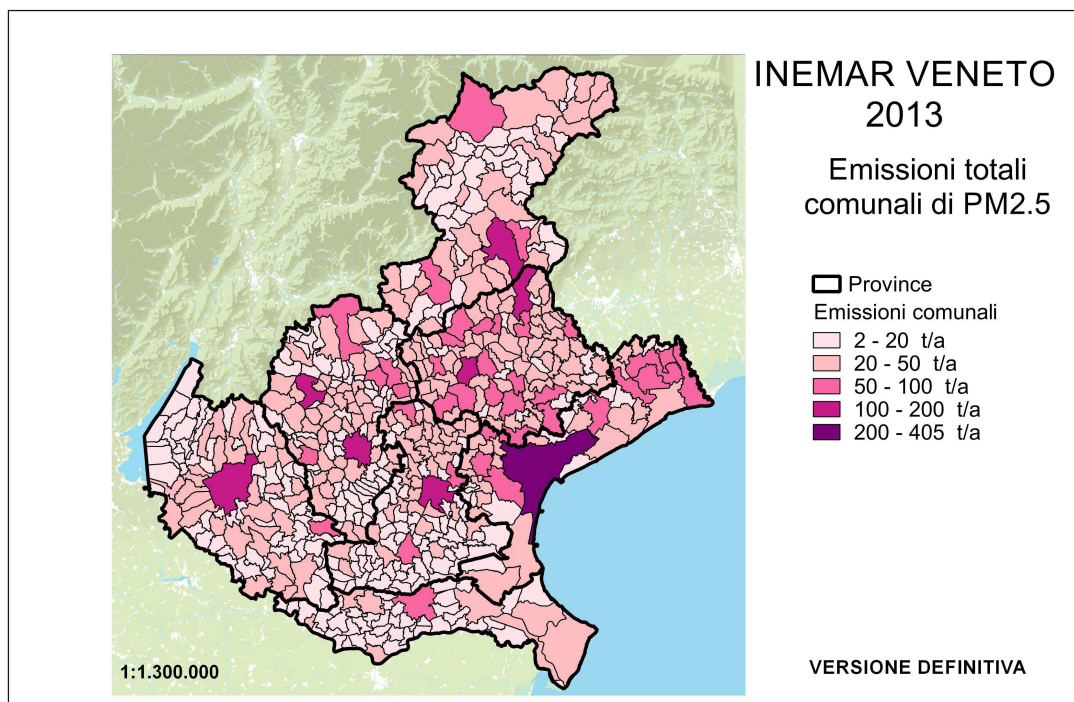 INEMAR VENETO
2013
Emissioni totali
comunali di PM2.5
Province
Emissioni comunali
2 - 20 t/a
20 - 50 t/a
50 - 100 t/a
100 - 200 t/a
200 - 405 t/a
1:1.300.000
VERSIONE DEFINITIVA